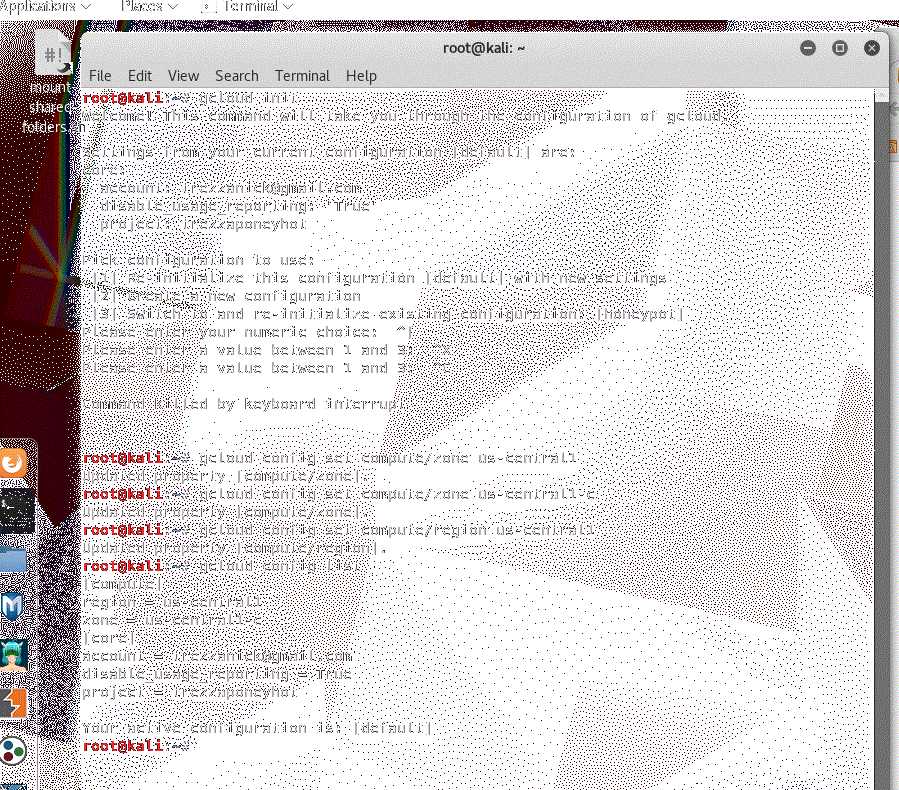 Applications Places Terminal
root@kali: ~
File Edit View Search Terminal Help
mount-
shared-
root@kali:~# gcloud init
Welcome! This command will take you through the configuration of gcloud.
Settings from your current configuration [default] are:
core:
account: trezzanick@gmail.com
disable_usage_reporting: 'True'
project: trezzaponeyhot
Pick configuration to use:
[1] Re-initialize this configuration [default] with new settings
[2] Create a new configuration
[3] Switch to and re-initialize existing configuration: [honeypot]
Please enter your numeric choice: ^]
Please enter a value between 1 and 3:
Please enter a value between 1 and 3:
Command killed by keyboard interrupt
root@kali:~# gcloud config set compute/zone us-central1
Updated property [compute/zone].
root@kali:~# gcloud config set compute/zone us-central1-c
Updated property [compute/zone].
root@kali:~# gcloud config set compute/region us-central1
Updated property [compute/region].
root@kali:~# gcloud config list
[compute]
region = us-central1
zone = us-central1-c
[core]
account = trezzanick@gmail.com
disable_usage_reporting = True
project = trezzaponeyhot
Your active configuration is: [default]
root@kali:~#